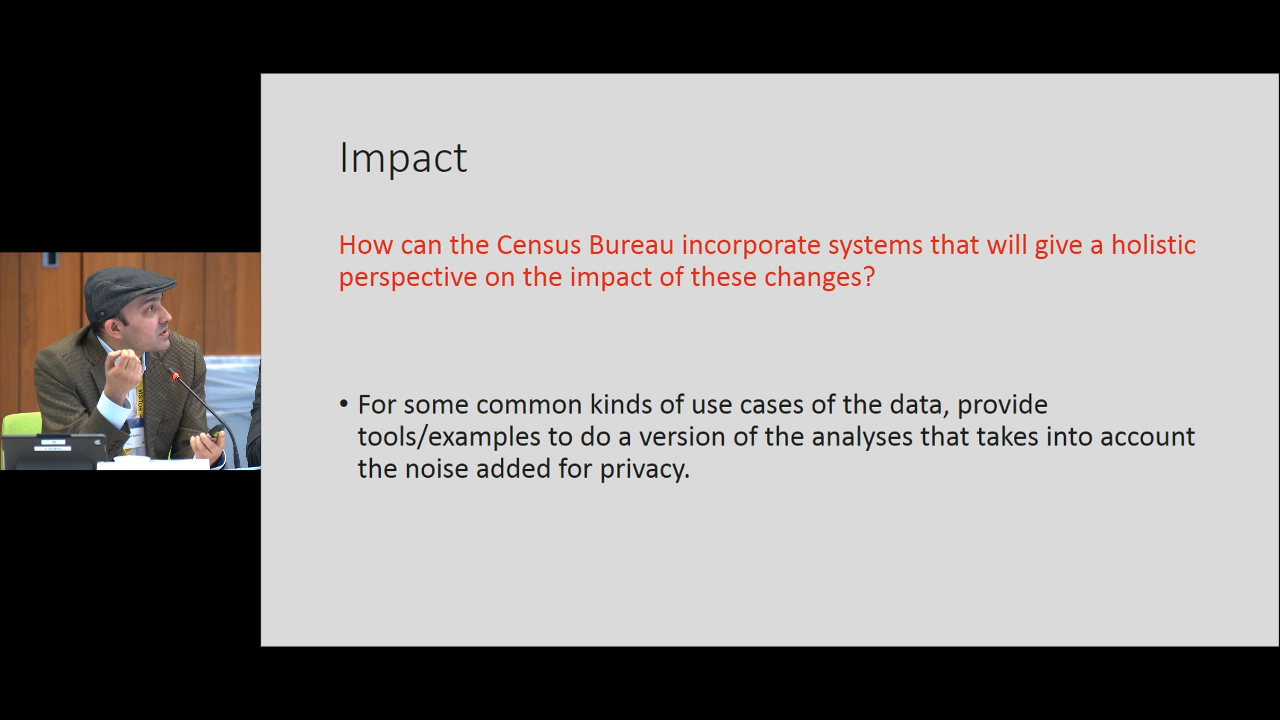 Impact
How can the Census Bureau incorporate systems that will give a holistic
perspective on the impact of these changes?
• For some common kinds of use cases of the data, provide
tools/examples to do a version of the analyses that takes into account
the noise added for privacy.